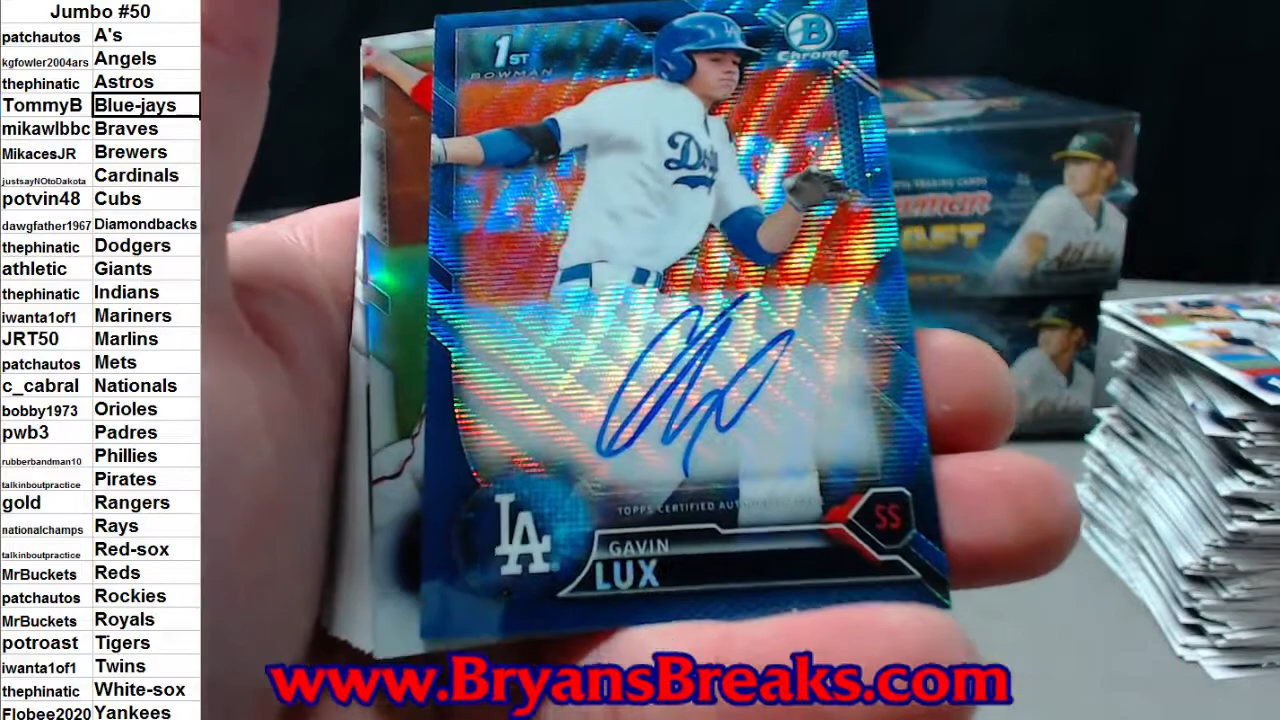 Jumbo #50
patchautos A's
kgfowler2004ars Angels
thephinatic Astros
TommyB Blue-jays
mikawlbbc Braves
MikacesJR Brewers
justsayNOtoDakota Cardinals
potvin48 Cubs
dawgfather1967 Diamondbacks
thephinatic Dodgers
athletic Giants
thephinatic Indians
iwanta1of1 Mariners
JRT50 Marlins
patchautos Mets
c_cabral Nationals
bobby1973 Orioles
pwb3 Padres
rubberbandman10 Phillies
talkinboutpractice Pirates
gold Rangers
nationalchamps Rays
talkinboutpractice Red-sox
MrBuckets Reds
patchautos Rockies
MrBuckets Royals
potroast Tigers
iwanta1of1 Twins
thephinatic White-sox
Flobee2020 Yankees
1ST
BOWMAN
B
Chrome
LA
TOPPS CERTIFIED
SS
GAVIN
LUX
LA
TRADING CARDS
www.BryansBreaks.com